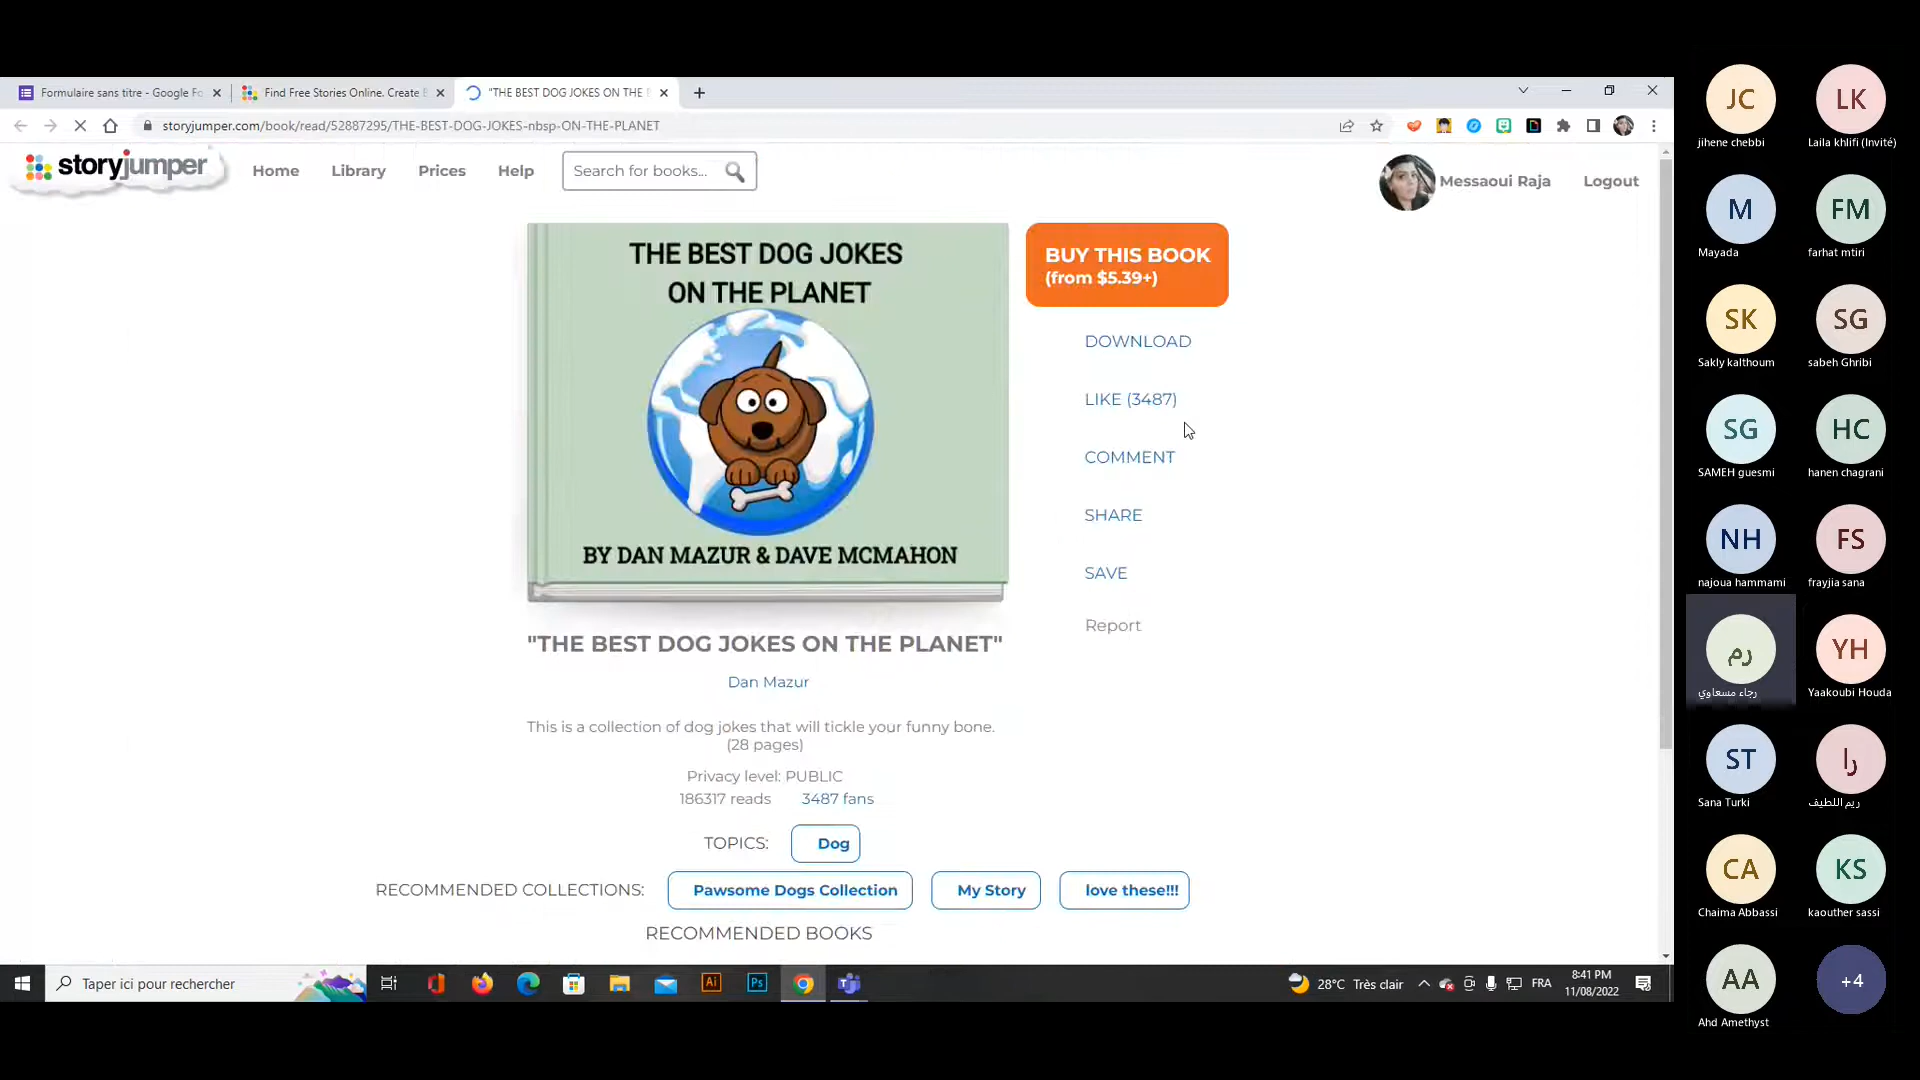 Formulaire sans titre - Google Fo
Find Free Stories Online. Create B
"THE BEST DOG JOKES ON THE P
storyjumper.com/book/read/52887295/THE-BEST-DOG-JOKES-nbsp-ON-THE-PLANET
storyjumper
Home
Library
Prices
Help
Search for books...
Messaoui Raja
Logout
THE BEST DOG JOKES
ON THE PLANET
BY DAN MAZUR & DAVE MCMAHON
BUY THIS BOOK
(from $5.39+)
DOWNLOAD
LIKE (3487)
COMMENT
SHARE
SAVE
Report
"THE BEST DOG JOKES ON THE PLANET"
Dan Mazur
This is a collection of dog jokes that will tickle your funny bone.
(28 pages)
Privacy level: PUBLIC
186317 reads 3487 fans
TOPICS: Dog
RECOMMENDED COLLECTIONS: Pawsome Dogs Collection My Story love these!!!
RECOMMENDED BOOKS
Taper ici pour rechercher
Ai
Ps
28°C Très clair
FRA
8:41 PM
11/08/2022
JC
jihene chebbi
LK
Laila khlifi (Invité)
M
Mayada
FM
farhat mtiri
SK
Sakly kalthoum
SG
sabeh Ghribi
SG
SAMEH guesmi
HC
hanen chagrani
NH
najoua hammami
FS
frayjia sana
رم
رجاء مسعاوي
YH
Yaakoubi Houda
ST
Sana Turki
را
ريم اللطيف
CA
Chaima Abbassi
KS
kaouther sassi
AA
Ahd Amethyst
+4